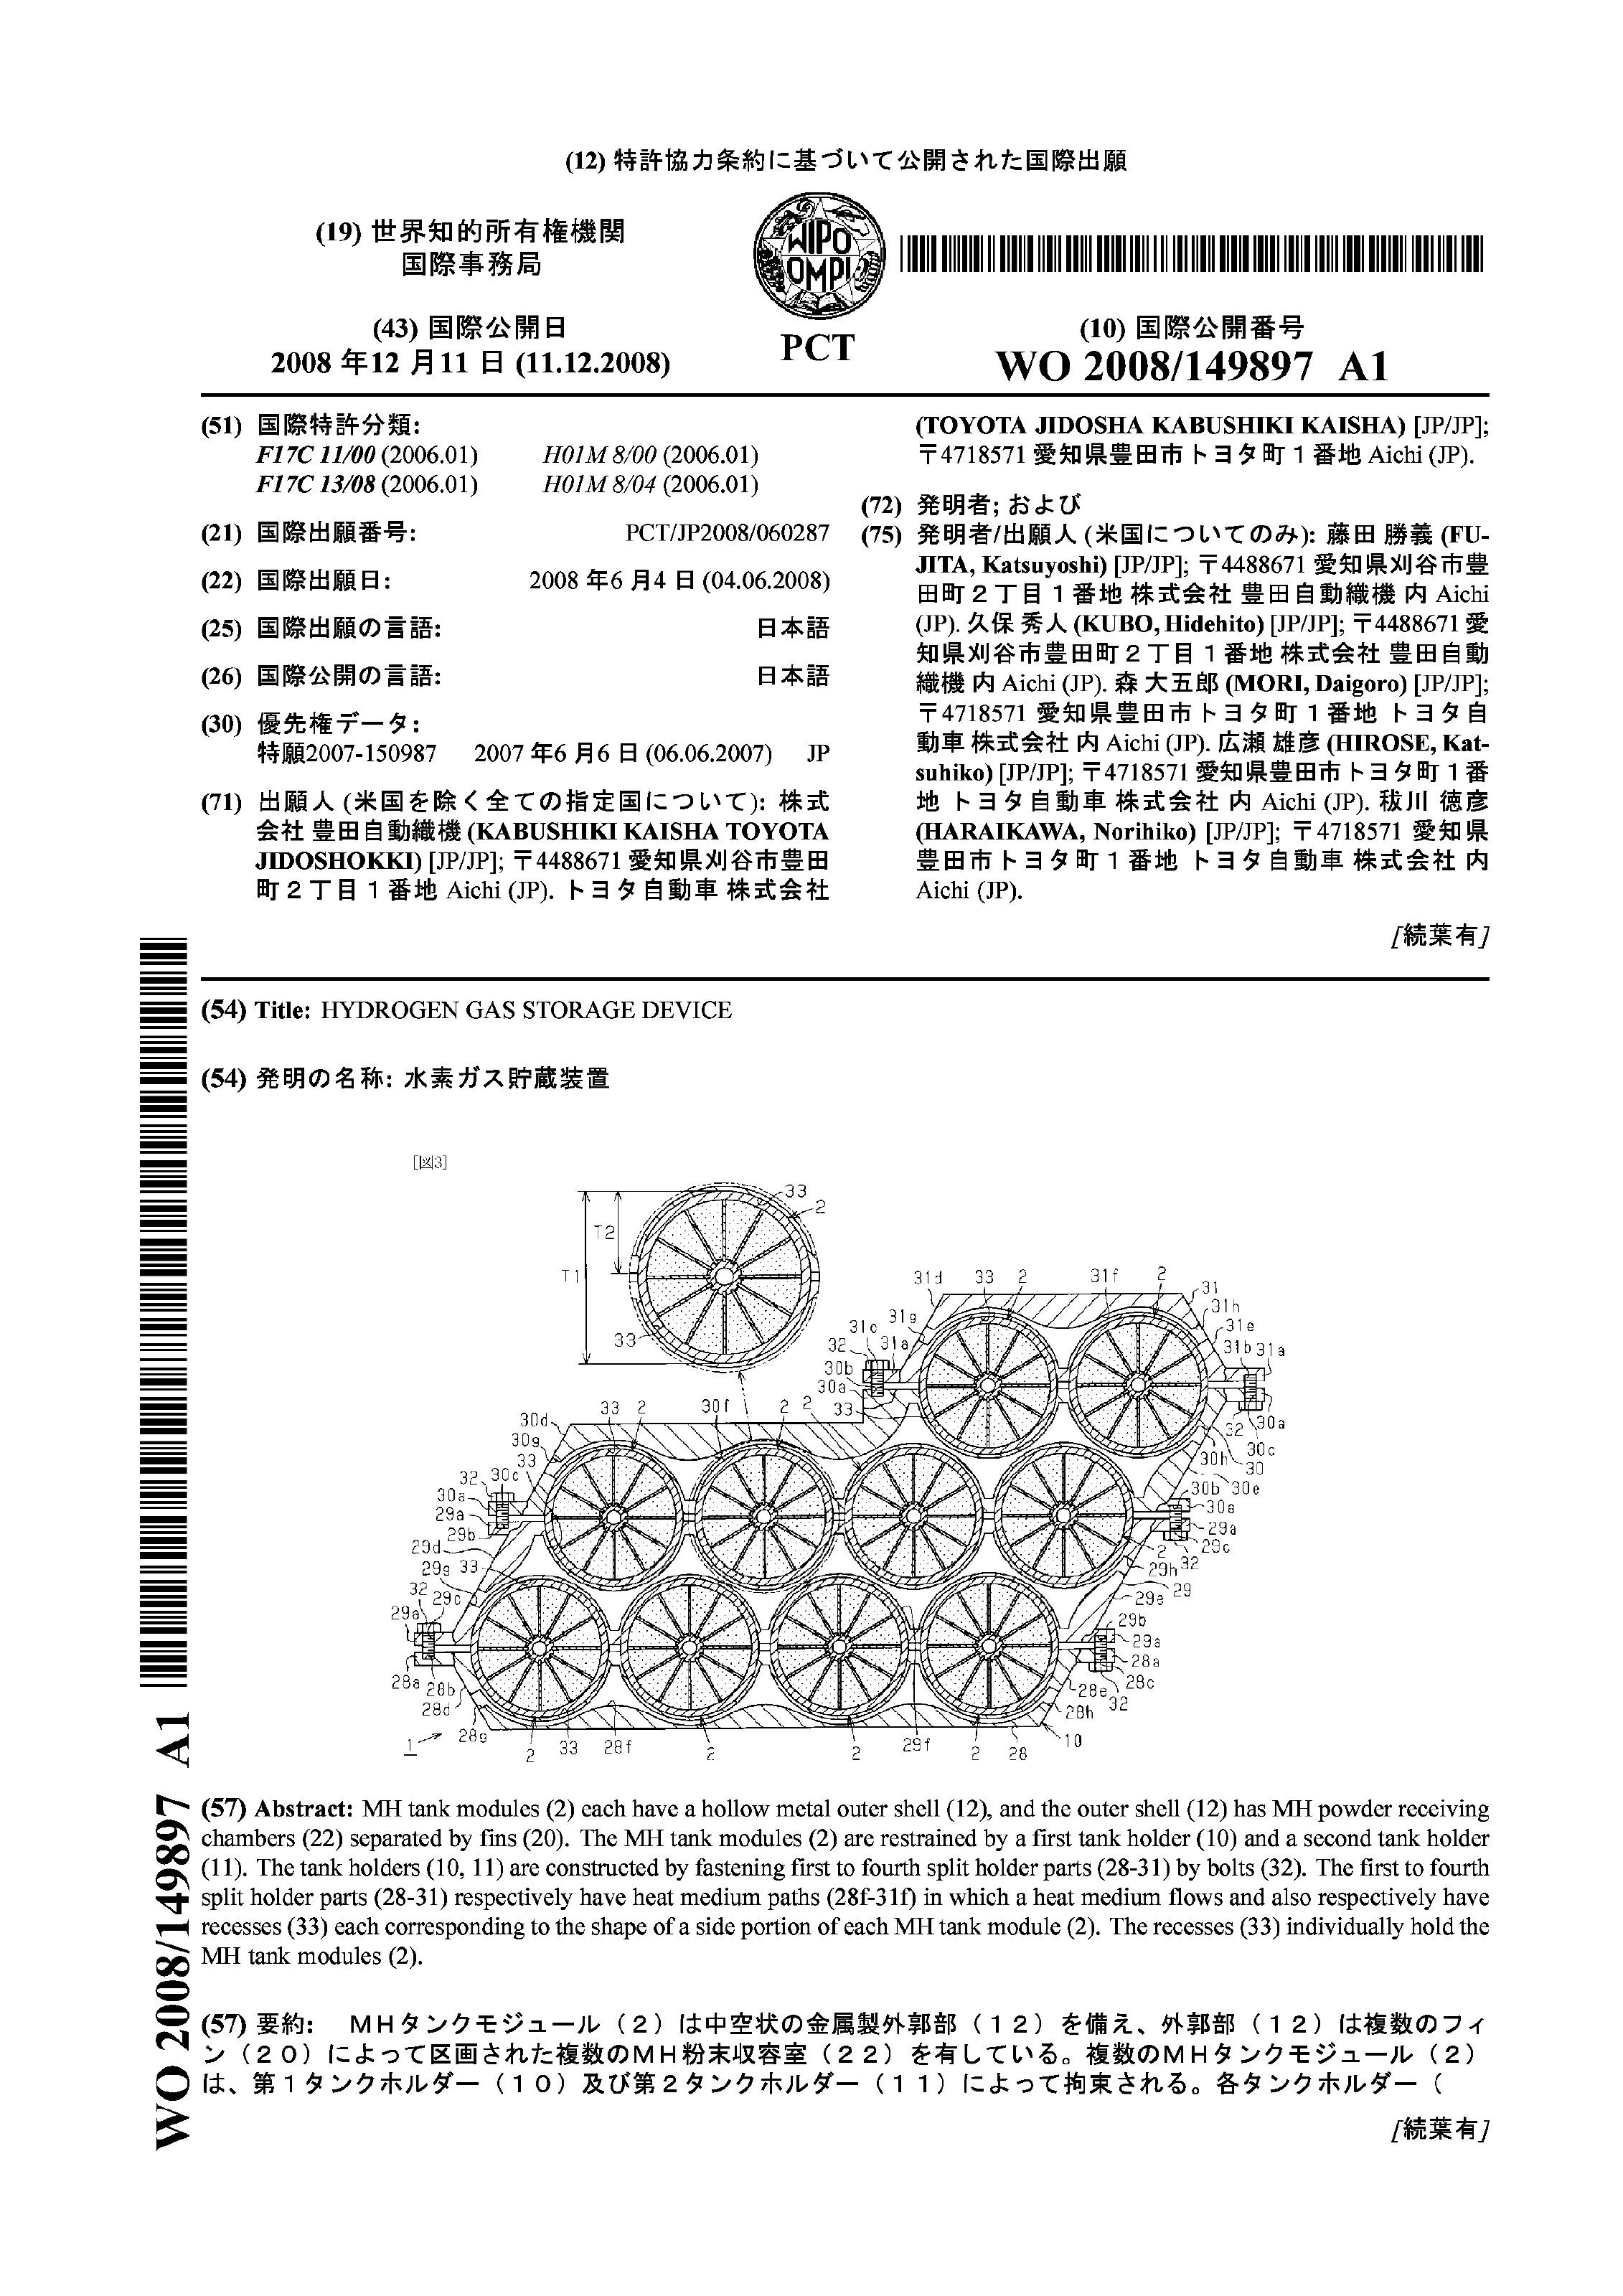 (12) 特許協力条約に基づいて公開された国際出願
(19) 世界知的所有権機関
国際事務局
WIPO
OMPI
PCT
(43) 国際公開日
2008 年12 月11 日 (11.12.2008)
(10) 国際公開番号
WO 2008/149897 A1
(51) 国際特許分類:
F17C 11/00 (2006.01) H01M 8/00 (2006.01)
F17C 13/08 (2006.01) H01M 8/04 (2006.01)
(21) 国際出願番号: PCT/JP2008/060287
(22) 国際出願日: 2008 年6 月4 日 (04.06.2008)
(25) 国際出願の言語: 日本語
(26) 国際公開の言語: 日本語
(30) 優先権データ:
特願2007-150987 2007 年6 月6 日 (06.06.2007) JP
(71) 出願人 (米国を除く全ての指定国について): 株式
会社 豊田自動織機 (KABUSHIKI KAISHA TOYOTA
JIDOSHOKKI) [JP/JP]; 〒4488671 愛知県刈谷市豊田
町２丁目１番地 Aichi (JP). トヨタ自動車 株式会社
(TOYOTA JIDOSHA KABUSHIKI KAISHA) [JP/JP];
〒4718571 愛知県豊田市トヨタ町１番地 Aichi (JP).
(72) 発明者; および
(75) 発明者/出願人 (米国についてのみ): 藤田 勝義 (FU-
JITA, Katsuyoshi) [JP/JP]; 〒4488671 愛知県刈谷市豊
田町２丁目１番地 株式会社 豊田自動織機 内 Aichi
(JP). 久保 秀人 (KUBO, Hidehito) [JP/JP]; 〒4488671 愛
知県刈谷市豊田町２丁目１番地 株式会社 豊田自動
織機 内 Aichi (JP). 森 大五郎 (MORI, Daigoro) [JP/JP];
〒4718571 愛知県豊田市トヨタ町１番地 トヨタ自
動車 株式会社 内 Aichi (JP). 広瀬 雄彦 (HIROSE, Kat-
suhiko) [JP/JP]; 〒4718571 愛知県豊田市トヨタ町１番
地 トヨタ自動車 株式会社 内 Aichi (JP). 秡川 徳彦
(HARAIKAWA, Norihiko) [JP/JP]; 〒4718571 愛知県
豊田市トヨタ町１番地 トヨタ自動車 株式会社 内
Aichi (JP).
[続葉有]
(54) Title: HYDROGEN GAS STORAGE DEVICE
(54) 発明の名称: 水素ガス貯蔵装置
[図3]
33
2
T2
T1
33
31d 33 2 31f 2 31
31h
31g
31e
31c
32 31a
31b 31a
30b
30a
33 2 30f 2 2 33
30d
30g
33
32 30a
30c
30h
30
32 30c
30b 30e
30a
30a
29a
29a
29b
29c
29d
2
32
29h
29g 33
29
29e
32
29c
29a
29b
29a
28a
28a 28b
28e 28c
28d
32
28h
28g
1
2 33 28f 2 2 29f 2 28 10
(57) Abstract: MH tank modules (2) each have a hollow metal outer shell (12), and the outer shell (12) has MH powder receiving
chambers (22) separated by fins (20). The MH tank modules (2) are restrained by a first tank holder (10) and a second tank holder
(11). The tank holders (10, 11) are constructed by fastening first to fourth split holder parts (28-31) by bolts (32). The first to fourth
split holder parts (28-31) respectively have heat medium paths (28f-31f) in which a heat medium flows and also respectively have
recesses (33) each corresponding to the shape of a side portion of each MH tank module (2). The recesses (33) individually hold the
MH tank modules (2).
(57) 要約: ＭＨタンクモジュール（２）は中空状の金属製外郭部（１２）を備え、外郭部（１２）は複数のフィ
ン（２０）によって区画された複数のＭＨ粉末収容室（２２）を有している。複数のＭＨタンクモジュール（２）
は、第１タンクホルダー（１０）及び第２タンクホルダー（１１）によって拘束される。各タンクホルダー（
[続葉有]
WO 2008/149897 A1